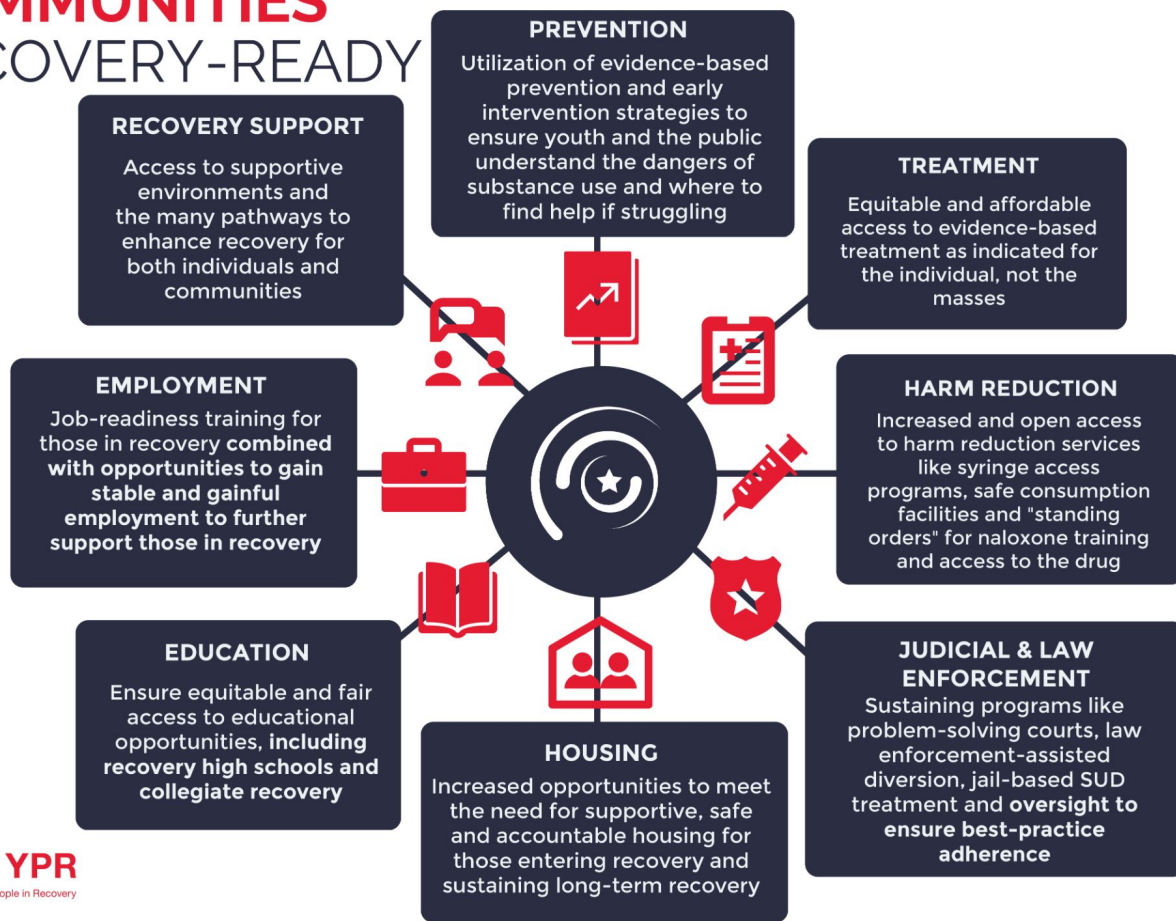 MMUNITIES
COVERY-READY
PREVENTION
Utilization of evidence-based
prevention and early
intervention strategies to
ensure youth and the public
understand the dangers of
substance use and where to
find help if struggling
RECOVERY SUPPORT
Access to supportive
environments and
the many pathways to
enhance recovery for
both individuals and
communities
TREATMENT
Equitable and affordable
access to evidence-based
treatment as indicated for
the individual, not the
masses
EMPLOYMENT
Job-readiness training for
those in recovery combined
with opportunities to gain
stable and gainful
employment to further
support those in recovery
HARM REDUCTION
Increased and open access
to harm reduction services
like syringe access
programs, safe consumption
facilities and "standing
orders" for naloxone training
and access to the drug
EDUCATION
Ensure equitable and fair
access to educational
opportunities, including
recovery high schools and
collegiate recovery
HOUSING
Increased opportunities to meet
the need for supportive, safe
and accountable housing for
those entering recovery and
sustaining long-term recovery
JUDICIAL & LAW
ENFORCEMENT
Sustaining programs like
problem-solving courts, law
enforcement-assisted
diversion, jail-based SUD
treatment and oversight to
ensure best-practice
adherence
YPR
ople in Recovery